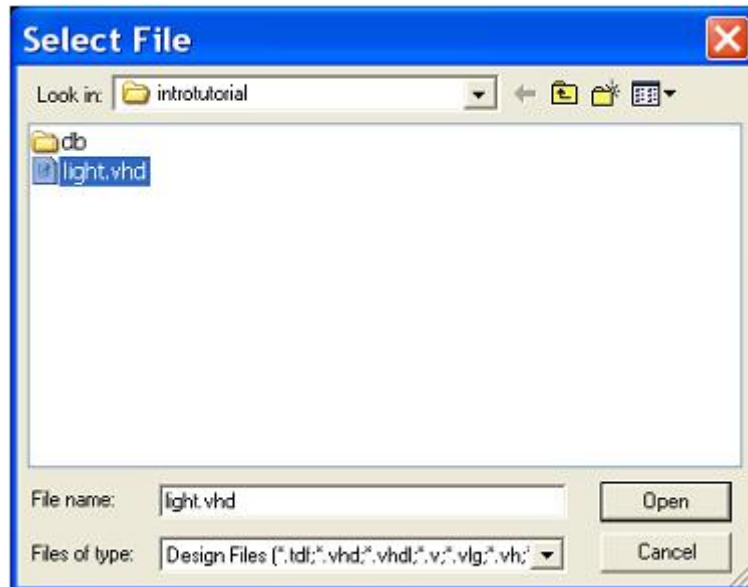 Select File
Look in: introtutorial
db
light.vhd
File name: light.vhd Open
Files of type: Design Files (*.tdf;*.vhd;*.vhdl;*.v;*.vlg;*.vh;* Cancel